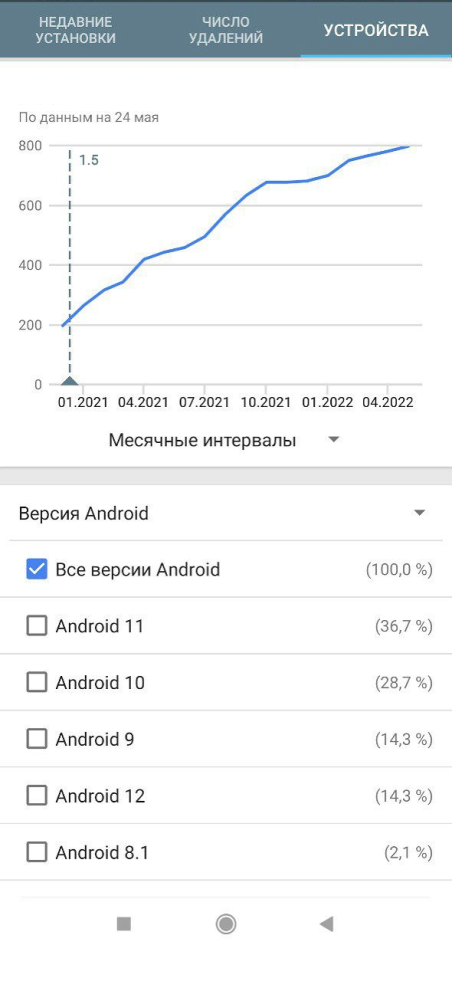 НЕДАВНИЕ
УСТАНОВКИ
ЧИСЛО
УДАЛЕНИЙ
УСТРОЙСТВА
По данным на 24 мая
800
1.5
600
400
200
0
01.2021 04.2021 07.2021 10.2021 01.2022 04.2022
Месячные интервалы
Версия Android
Все версии Android (100,0 %)
Android 11 (36,7 %)
Android 10 (28,7 %)
Android 9 (14,3 %)
Android 12 (14,3 %)
Android 8.1 (2,1 %)